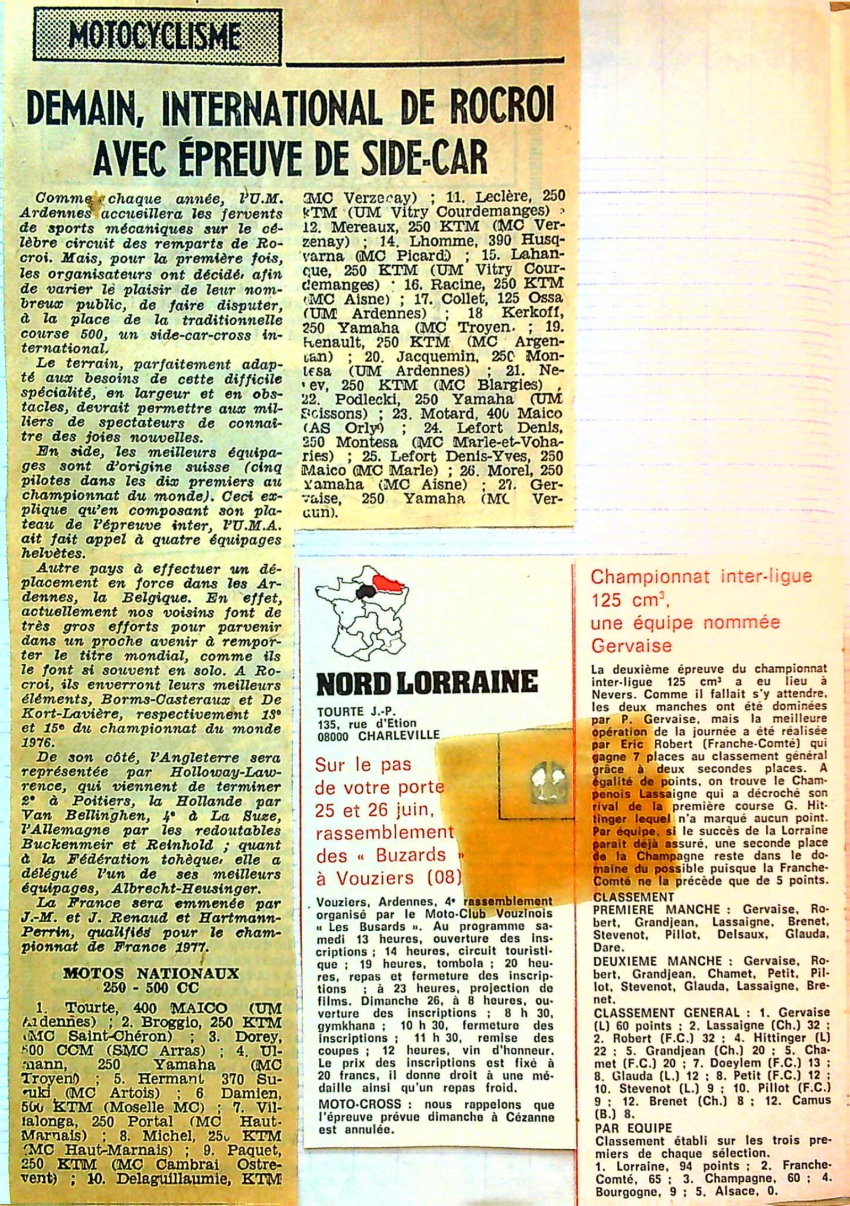 MOTOCYCLISME
DEMAIN, INTERNATIONAL DE ROCROI
AVEC ÉPREUVE DE SIDE-CAR
Comme chaque année, l'U.M.
Ardennes accueillera les fervents
de sports mécaniques sur le cé-
lèbre circuit des remparts de Ro-
croi. Mais, pour la première fois,
les organisateurs ont décidé, afin
de varier le plaisir de leur nom-
breux public, de faire disputer,
à la place de la traditionnelle
course 500, un side-car-cross in-
ternational.
Le terrain, parfaitement adap-
té aux besoins de cette difficile
spécialité, en largeur et en obs-
tacles, devrait permettre aux mil-
liers de spectateurs de connaî-
tre des joies nouvelles.
En side, les meilleurs équipa-
ges sont d'origine suisse (cinq
pilotes dans les dix premiers au
championnat du monde). Ceci ex-
plique qu'en composant son pla-
teau de l'épreuve inter, l'U.M.A.
ait fait appel à quatre équipages
helvètes.
Autre pays à effectuer un dé-
placement en force dans les Ar-
dennes, la Belgique. En effet,
actuellement nos voisins font de
très gros efforts pour parvenir
dans un proche avenir à rempor-
ter le titre mondial, comme ils
le font si souvent en solo. A Ro-
croi, ils enverront leurs meilleurs
éléments, Borms-Casteraux et De
Kort-Lavière, respectivement 13e
et 15e du championnat du monde
1976.
De son côté, l'Angleterre sera
représentée par Holloway-Law-
rence, qui viennent de terminer
2e à Poitiers, la Hollande par
Van Bellinghen, 4e à La Suze,
l'Allemagne par les redoutables
Buckenmeir et Reinhold ; quant
à la Fédération tchèque, elle a
délégué l'un de ses meilleurs
équipages, Albrecht-Heusinger.
La France sera emmenée par
J.-M. et J. Renaud et Hartmann-
Perrin, qualifiés pour le cham-
pionnat de France 1977.
MOTOS NATIONAUX
250 - 500 CC
1. Tourte, 400 MAICO (UM
Ardennes) ; 2. Broggio, 250 KTM
(MC Saint-Chéron) ; 3. Dorey,
500 CCM (SMC Arras) ; 4. Ul-
mann, 250 Yamaha (MC
Troyen) ; 5. Hermant 370 Su-
zuki (MC Artois) ; 6 Damien,
500 KTM (Moselle MC) ; 7. Vil-
lalonga, 250 Portal (MC Haut-
Marnais) ; 8. Michel, 250 KTM
(MC Haut-Marnais) ; 9. Paquet,
250 KTM (MC Cambrai Ostre-
vent) ; 10. Delaguillaumie, KTM
(MC Verzenay) ; 11. Leclère, 250
KTM (UM Vitry Courdemanges) ;
12. Mereaux, 250 KTM (MC Ver-
zenay) ; 14. Lhomme, 390 Husq-
varna (MC Picard) ; 15. Lahan-
que, 250 KTM (UM Vitry Cour-
demanges) ; 16. Racine, 250 KTM
(MC Aisne) ; 17. Collet, 125 Ossa
(UM Ardennes) ; 18 Kerkoff,
250 Yamaha (MC Troyen. ; 19.
Renault, 250 KTM (MC Argen-
tan) ; 20. Jacquemin, 250 Mon-
tesa (UM Ardennes) ; 21. Ne-
ev, 250 KTM (MC Blargies) ,
22. Podlecki, 250 Yamaha (UM
Soissons) ; 23. Motard, 400 Maico
(AS Orly) ; 24. Lefort Denis,
250 Montesa (MC Marle-et-Voha-
ries) ; 25. Lefort Denis-Yves, 250
Maico (MC Marle) ; 26. Morel, 250
Yamaha (MC Aisne) ; 27. Ger-
vaise, 250 Yamaha (MC Ver-
dun).
NORD LORRAINE
TOURTE J.-P.
135, rue d'Etion
08000 CHARLEVILLE
Sur le pas
de votre porte
25 et 26 juin,
rassemblement
des « Buzards »
à Vouziers (08)
Vouziers, Ardennes, 4e rassemblement
organisé par le Moto-Club Vouzinois
« Les Busards ». Au programme sa-
medi 13 heures, ouverture des ins-
criptions ; 14 heures, circuit touristi-
que ; 19 heures, tombola ; 20 heu-
res, repas et fermeture des inscrip-
tions ; à 23 heures, projection de
films. Dimanche 26, à 8 heures, ou-
verture des inscriptions ; 8 h 30,
gymkhana ; 10 h 30, fermeture des
inscriptions ; 11 h 30, remise des
coupes ; 12 heures, vin d'honneur.
Le prix des inscriptions est fixé à
20 francs, il donne droit à une mé-
daille ainsi qu'un repas froid.
MOTO-CROSS : nous rappelons que
l'épreuve prévue dimanche à Cézanne
est annulée.
Championnat inter-ligue
125 cm³,
une équipe nommée
Gervaise
La deuxième épreuve du championnat
inter-ligue 125 cm³ a eu lieu à
Nevers. Comme il fallait s'y attendre,
les deux manches ont été dominées
par P. Gervaise, mais la meilleure
opération de la journée a été réalisée
par Eric Robert (Franche-Comté) qui
gagne 7 places au classement général
grâce à deux secondes places. A
égalité de points, on trouve le Cham-
penois Lassaigne qui a décroché son
rival de la première course G. Hit-
tinger lequel n'a marqué aucun point.
Par équipe, si le succès de la Lorraine
parait déjà assuré, une seconde place
de la Champagne reste dans le do-
maine du possible puisque la Franche-
Comté ne la précède que de 5 points.
CLASSEMENT
PREMIERE MANCHE : Gervaise, Ro-
bert, Grandjean, Lassaigne, Brenet,
Stevenot, Pillot, Delsaux, Glauda,
Dare.
DEUXIEME MANCHE : Gervaise, Ro-
bert, Grandjean, Chamet, Petit, Pil-
lot, Stevenot, Glauda, Lassaigne, Bre-
net.
CLASSEMENT GENERAL : 1. Gervaise
(L) 60 points ; 2. Lassaigne (Ch.) 32 ;
2. Robert (F.C.) 32 ; 4. Hittinger (L)
22 ; 5. Grandjean (Ch.) 20 ; 5. Cha-
met (F.C.) 20 ; 7. Doeylem (F.C.) 13 ;
8. Glauda (L.) 12 ; 8. Petit (F.C.) 12 ;
10. Stevenot (L.) 9 ; 10. Pillot (F.C.)
9 ; 12. Brenet (Ch.) 8 ; 12. Camus
(B.) 8.
PAR EQUIPE
Classement établi sur les trois pre-
miers de chaque sélection.
1. Lorraine, 94 points ; 2. Franche-
Comté, 65 ; 3. Champagne, 60 ; 4.
Bourgogne, 9 ; 5. Alsace, 0.